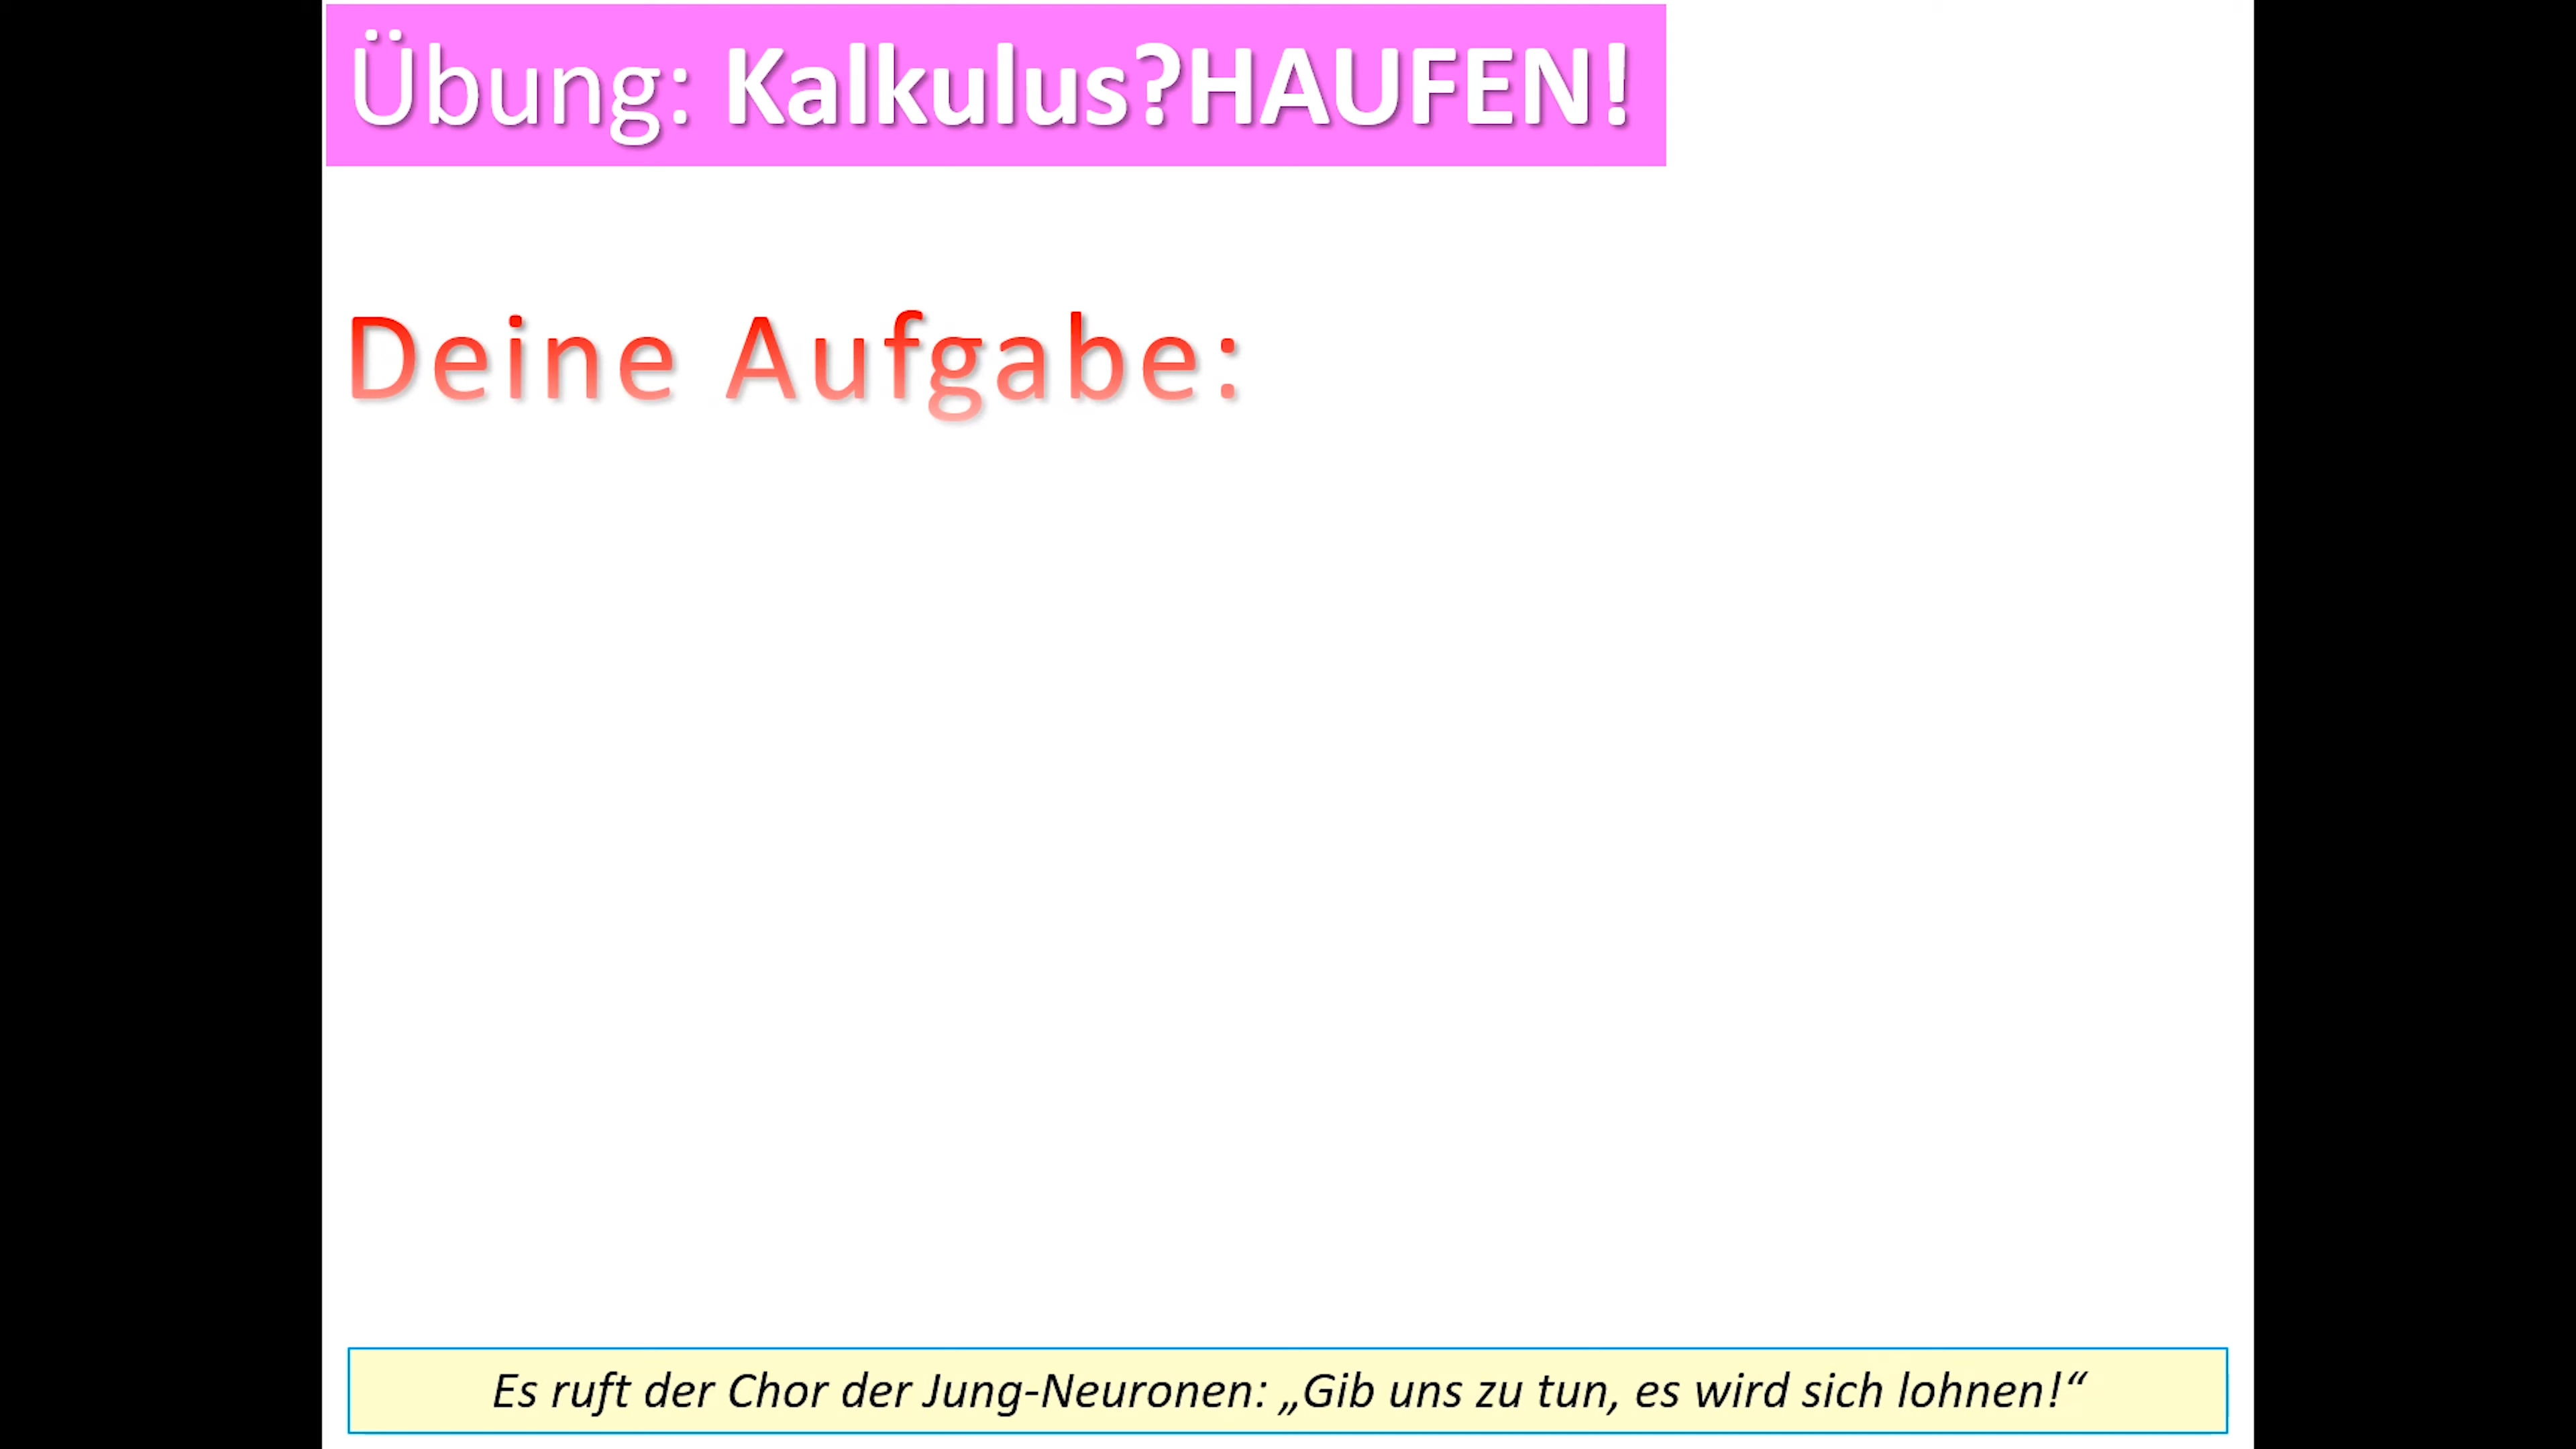 Übung: Kalkulus?HAUFEN!
Deine Aufgabe:
Es ruft der Chor der Jung-Neuronen: „Gib uns zu tun, es wird sich lohnen!“